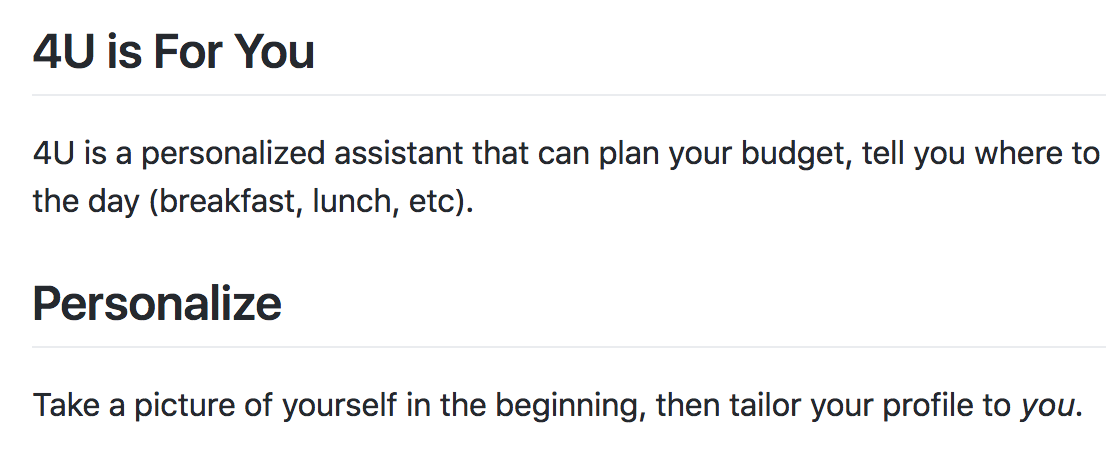 4U is For You
4U is a personalized assistant that can plan your budget, tell you where to
the day (breakfast, lunch, etc).
Personalize
Take a picture of yourself in the beginning, then tailor your profile to you.